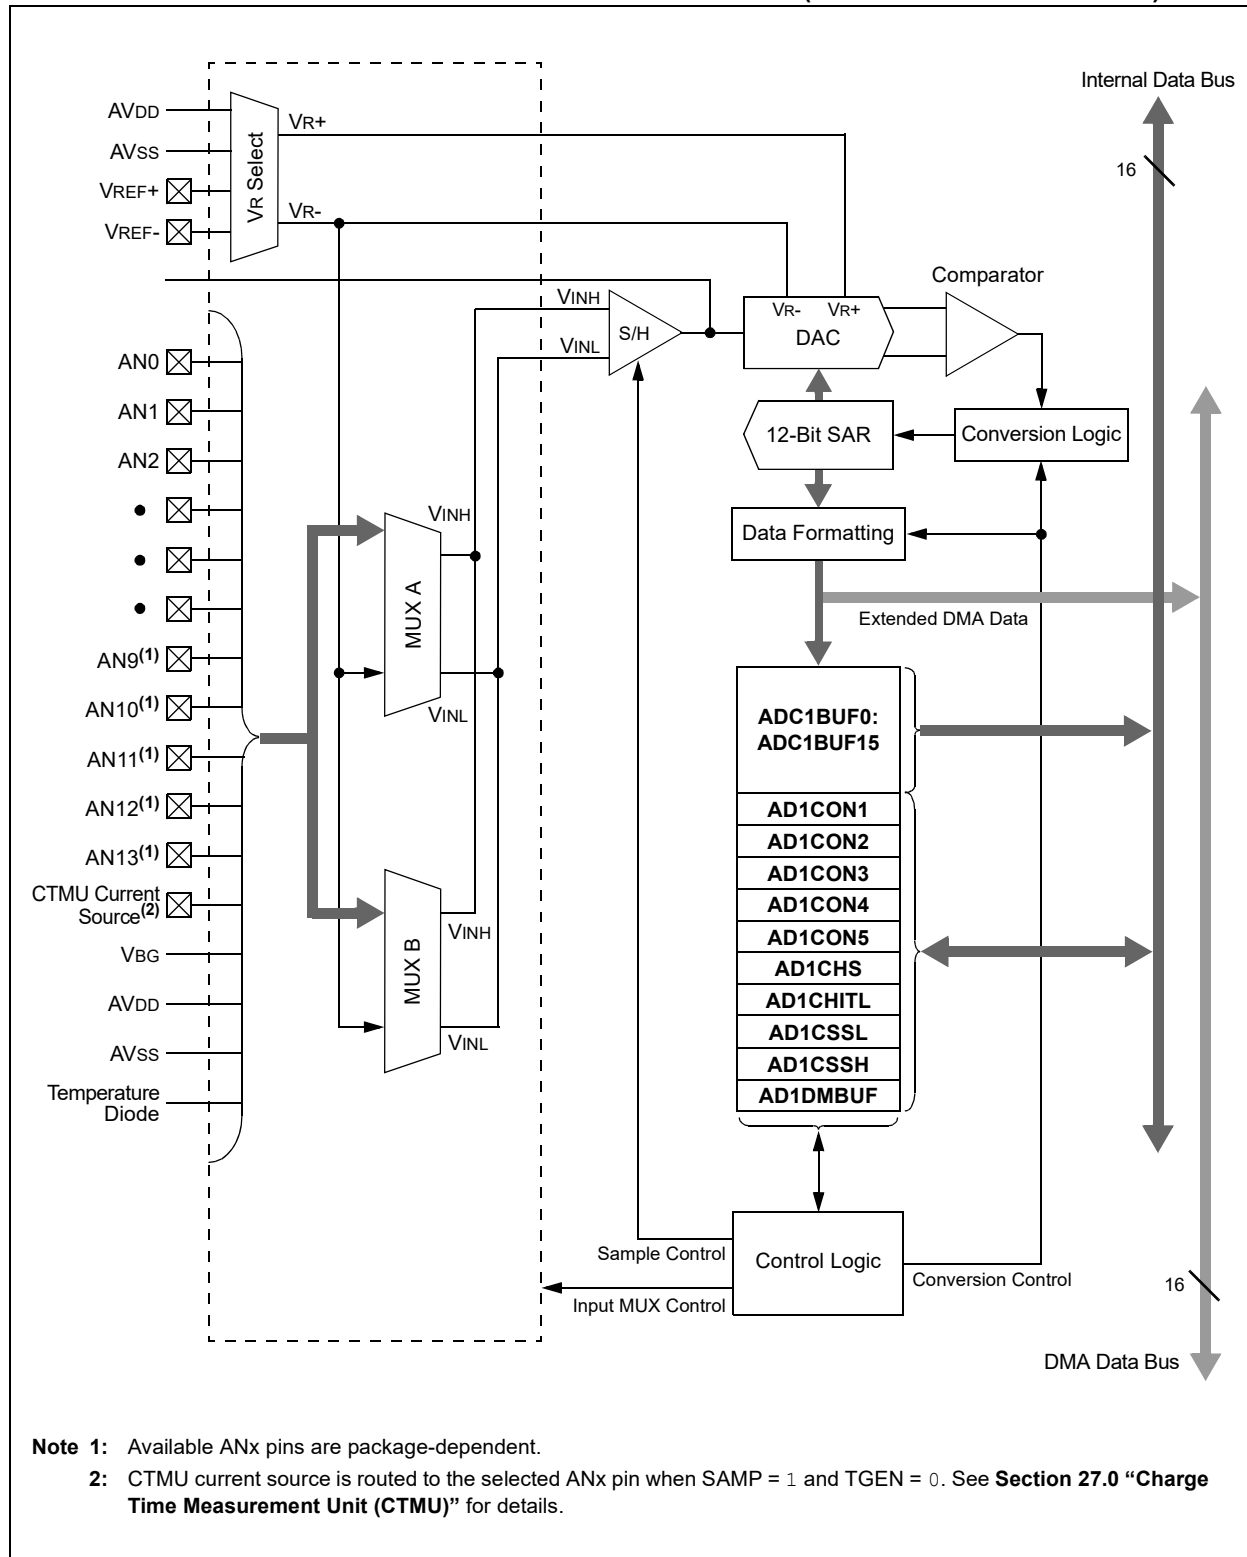 Internal Data Bus
AVDD
AVSS
VREF+
VREF-
VR Select
VR+
VR-
16
Comparator
VINH
VINL
S/H
VR- VR+
DAC
12-Bit SAR
Conversion Logic
Data Formatting
Extended DMA Data
AN0
AN1
AN2
AN9(1)
AN10(1)
AN11(1)
AN12(1)
AN13(1)
CTMU Current
Source(2)
VBG
AVDD
AVSS
Temperature
Diode
VINH
MUX A
VINL
VINH
MUX B
VINL
ADC1BUF0:
ADC1BUF15
AD1CON1
AD1CON2
AD1CON3
AD1CON4
AD1CON5
AD1CHS
AD1CHITL
AD1CSSL
AD1CSSH
AD1DMBUF
Sample Control
Control Logic
Conversion Control
Input MUX Control
16
DMA Data Bus
Note 1: Available ANx pins are package-dependent.
2: CTMU current source is routed to the selected ANx pin when SAMP = 1 and TGEN = 0. See Section 27.0 “Charge
Time Measurement Unit (CTMU)” for details.